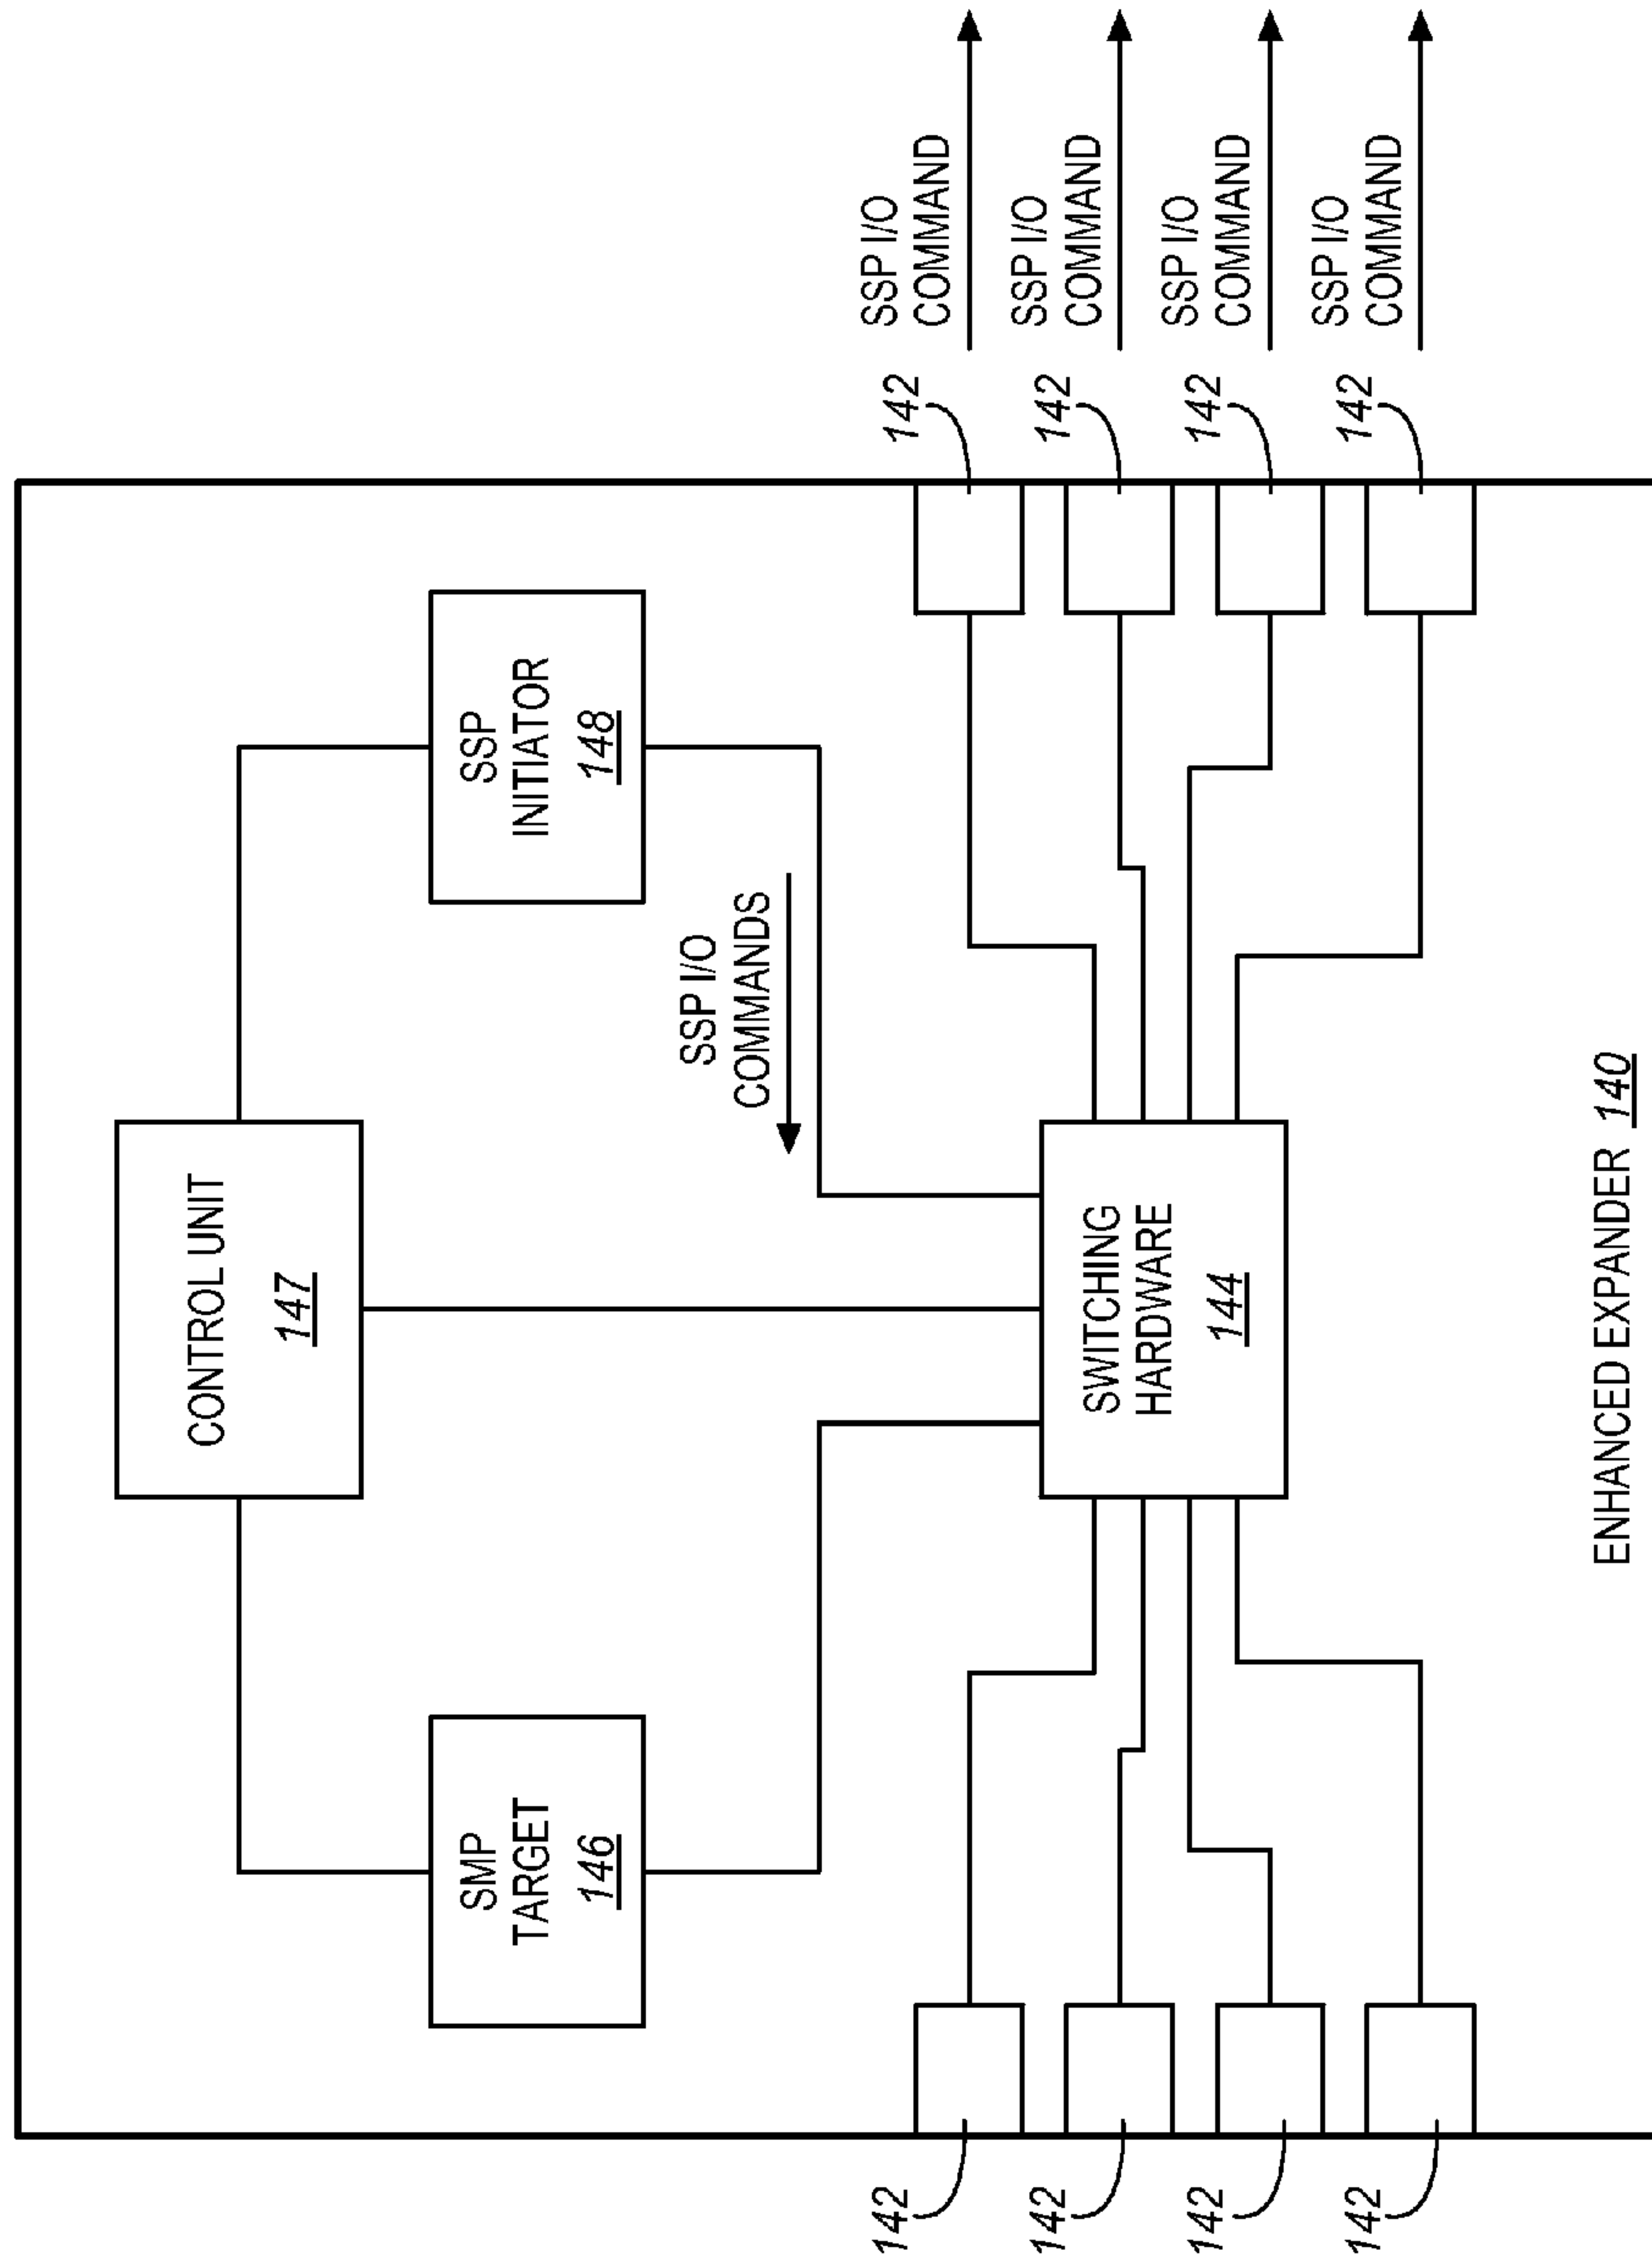 CONTROL UNIT
147
SMP
TARGET
146
SSP
INITIATOR
148
SSP I/O
COMMANDS
SWITCHING
HARDWARE
144
142
142
142
142
142
SSP I/O
COMMAND
142
SSP I/O
COMMAND
142
SSP I/O
COMMAND
142
SSP I/O
COMMAND
ENHANCED EXPANDER 140